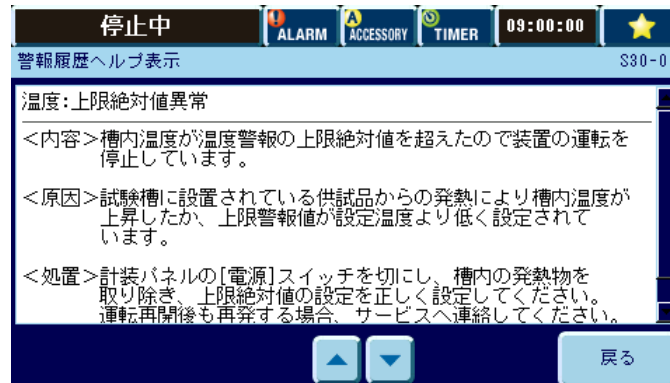 停止中
ALARM
ACCESSORY
TIMER
09:00:00
警報履歴ヘルプ表示
S30-0
温度:上限絶対値異常
<内容>槽内温度が温度警報の上限絶対値を超えたので装置の運転を
停止しています。
<原因>試験槽に設置されている供試品からの発熱により槽内温度が
上昇したか、上限警報値が設定温度より低く設定されて
います。
<処置>計装パネルの[電源]スイッチを切にし、槽内の発熱物を
取り除き、上限絶対値の設定を正しく設定してください。
運転再開後も再発する場合、サービスへ連絡してください。
戻る